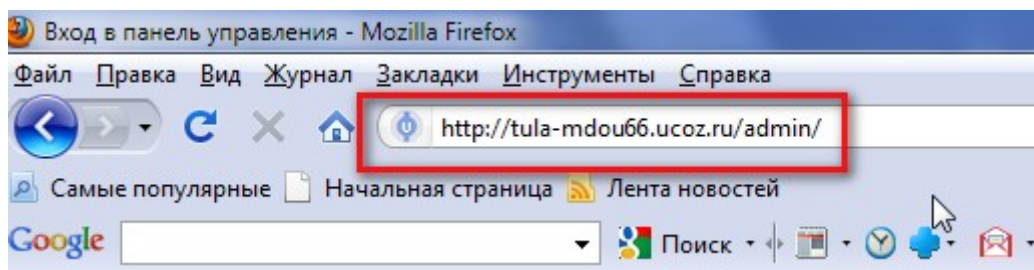 Вход в панель управления - Mozilla Firefox
Файл Правка Вид Журнал Закладки Инструменты Справка
http://tula-mdou66.ucoz.ru/admin/
Самые популярные Начальная страница Лента новостей
Google Поиск